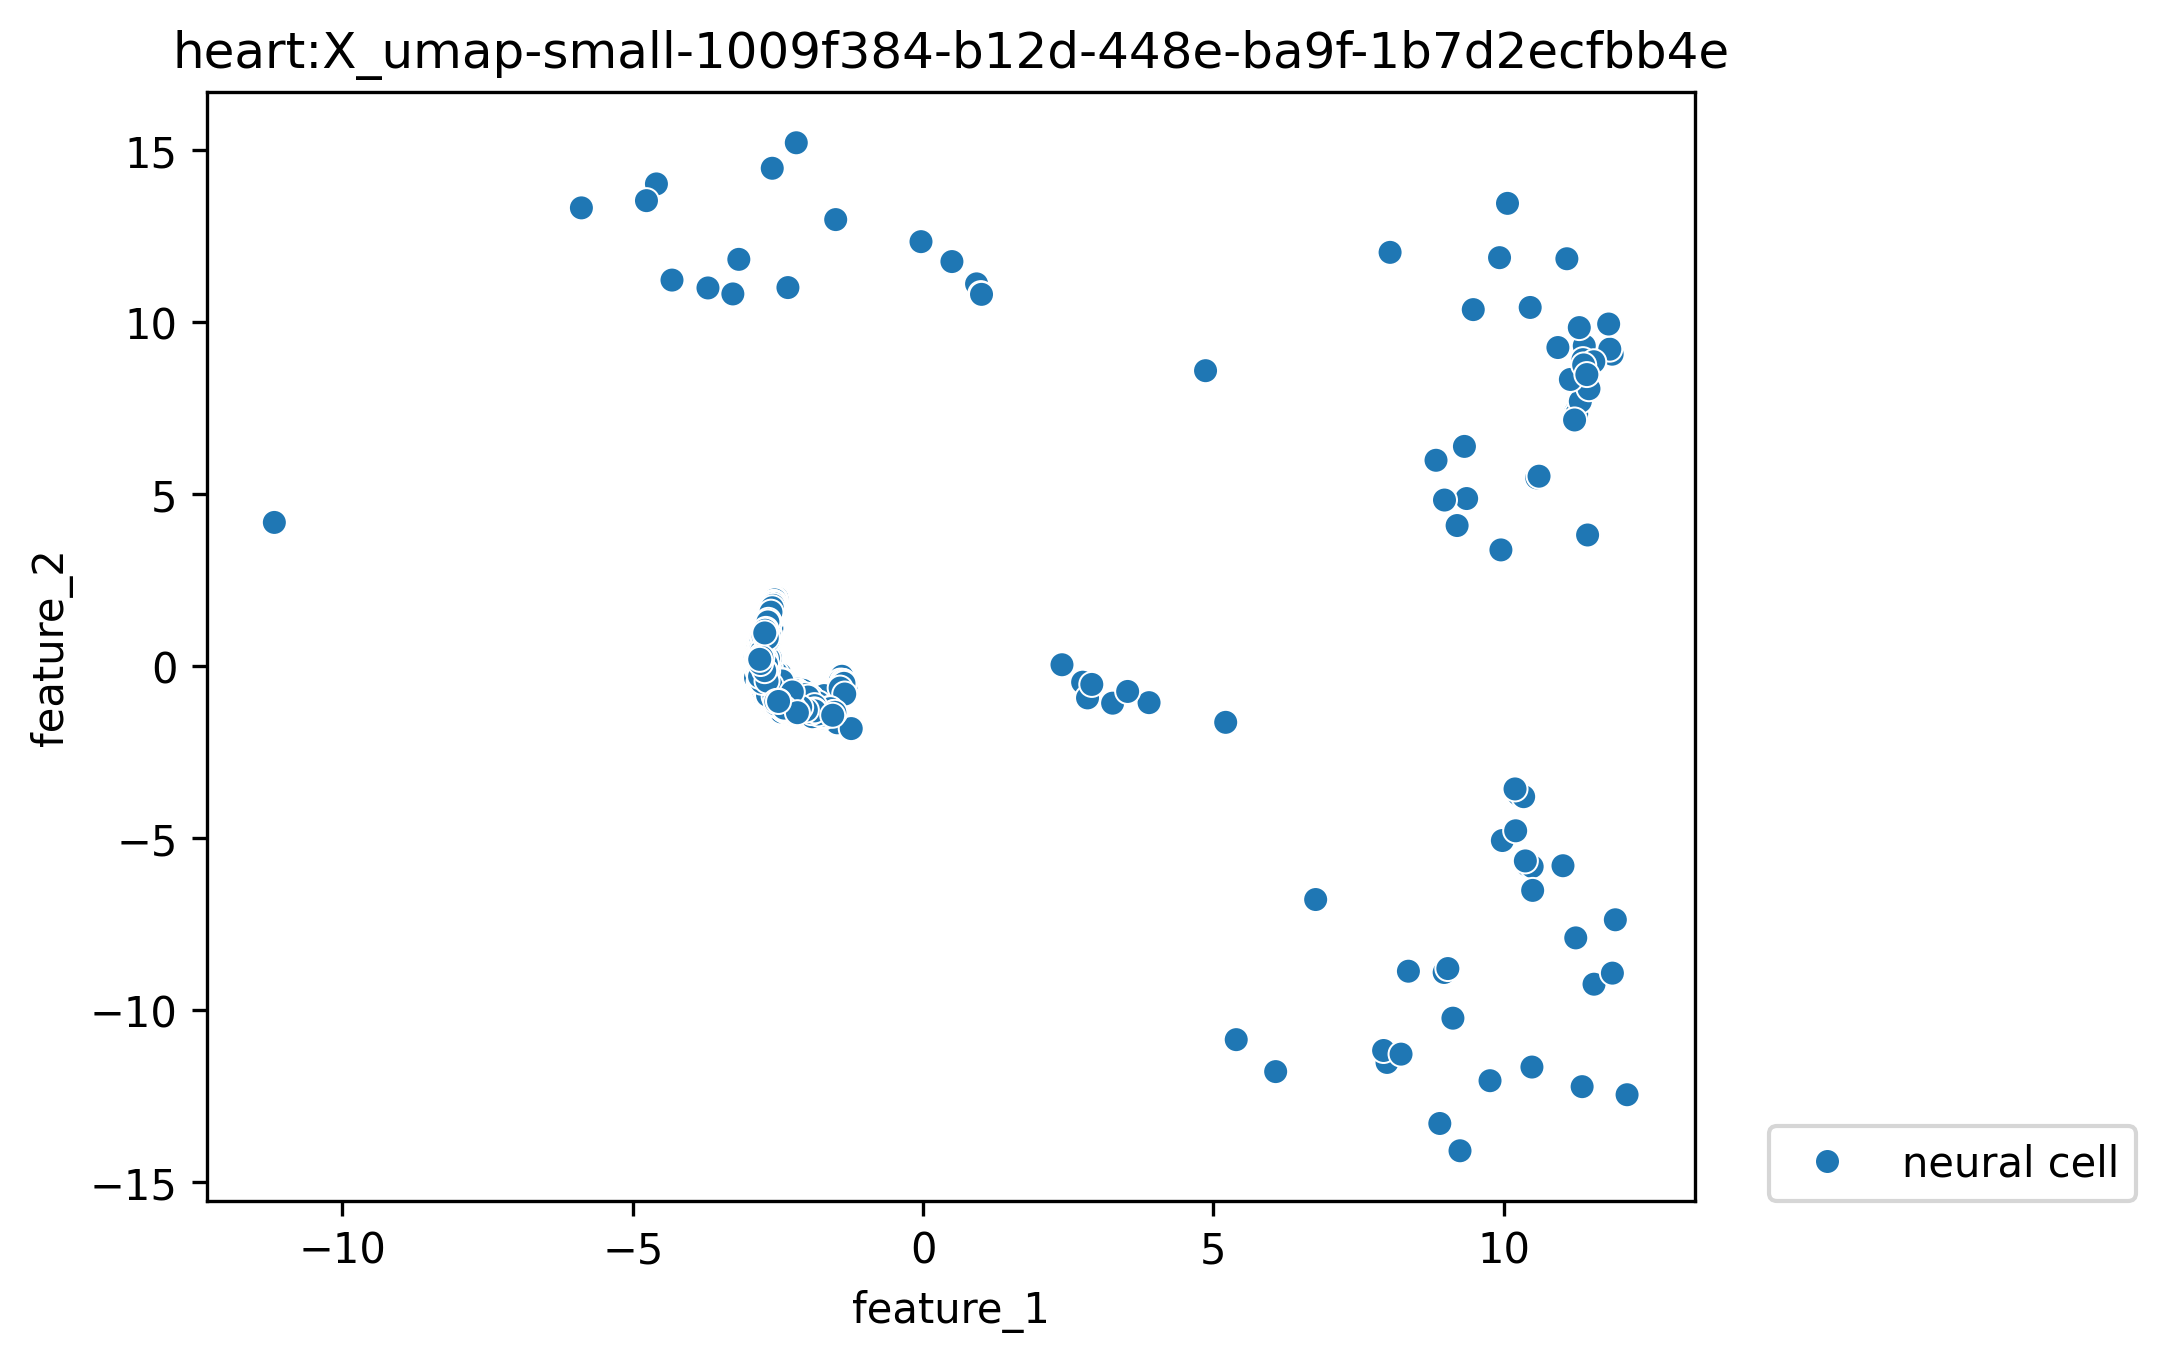 heart:X_umap-small-1009f384-b12d-448e-ba9f-1b7d2ecfbb4e
15
10
5
0
−5
−10
−15
feature_2
−10 −5 0 5 10
feature_1
neural cell